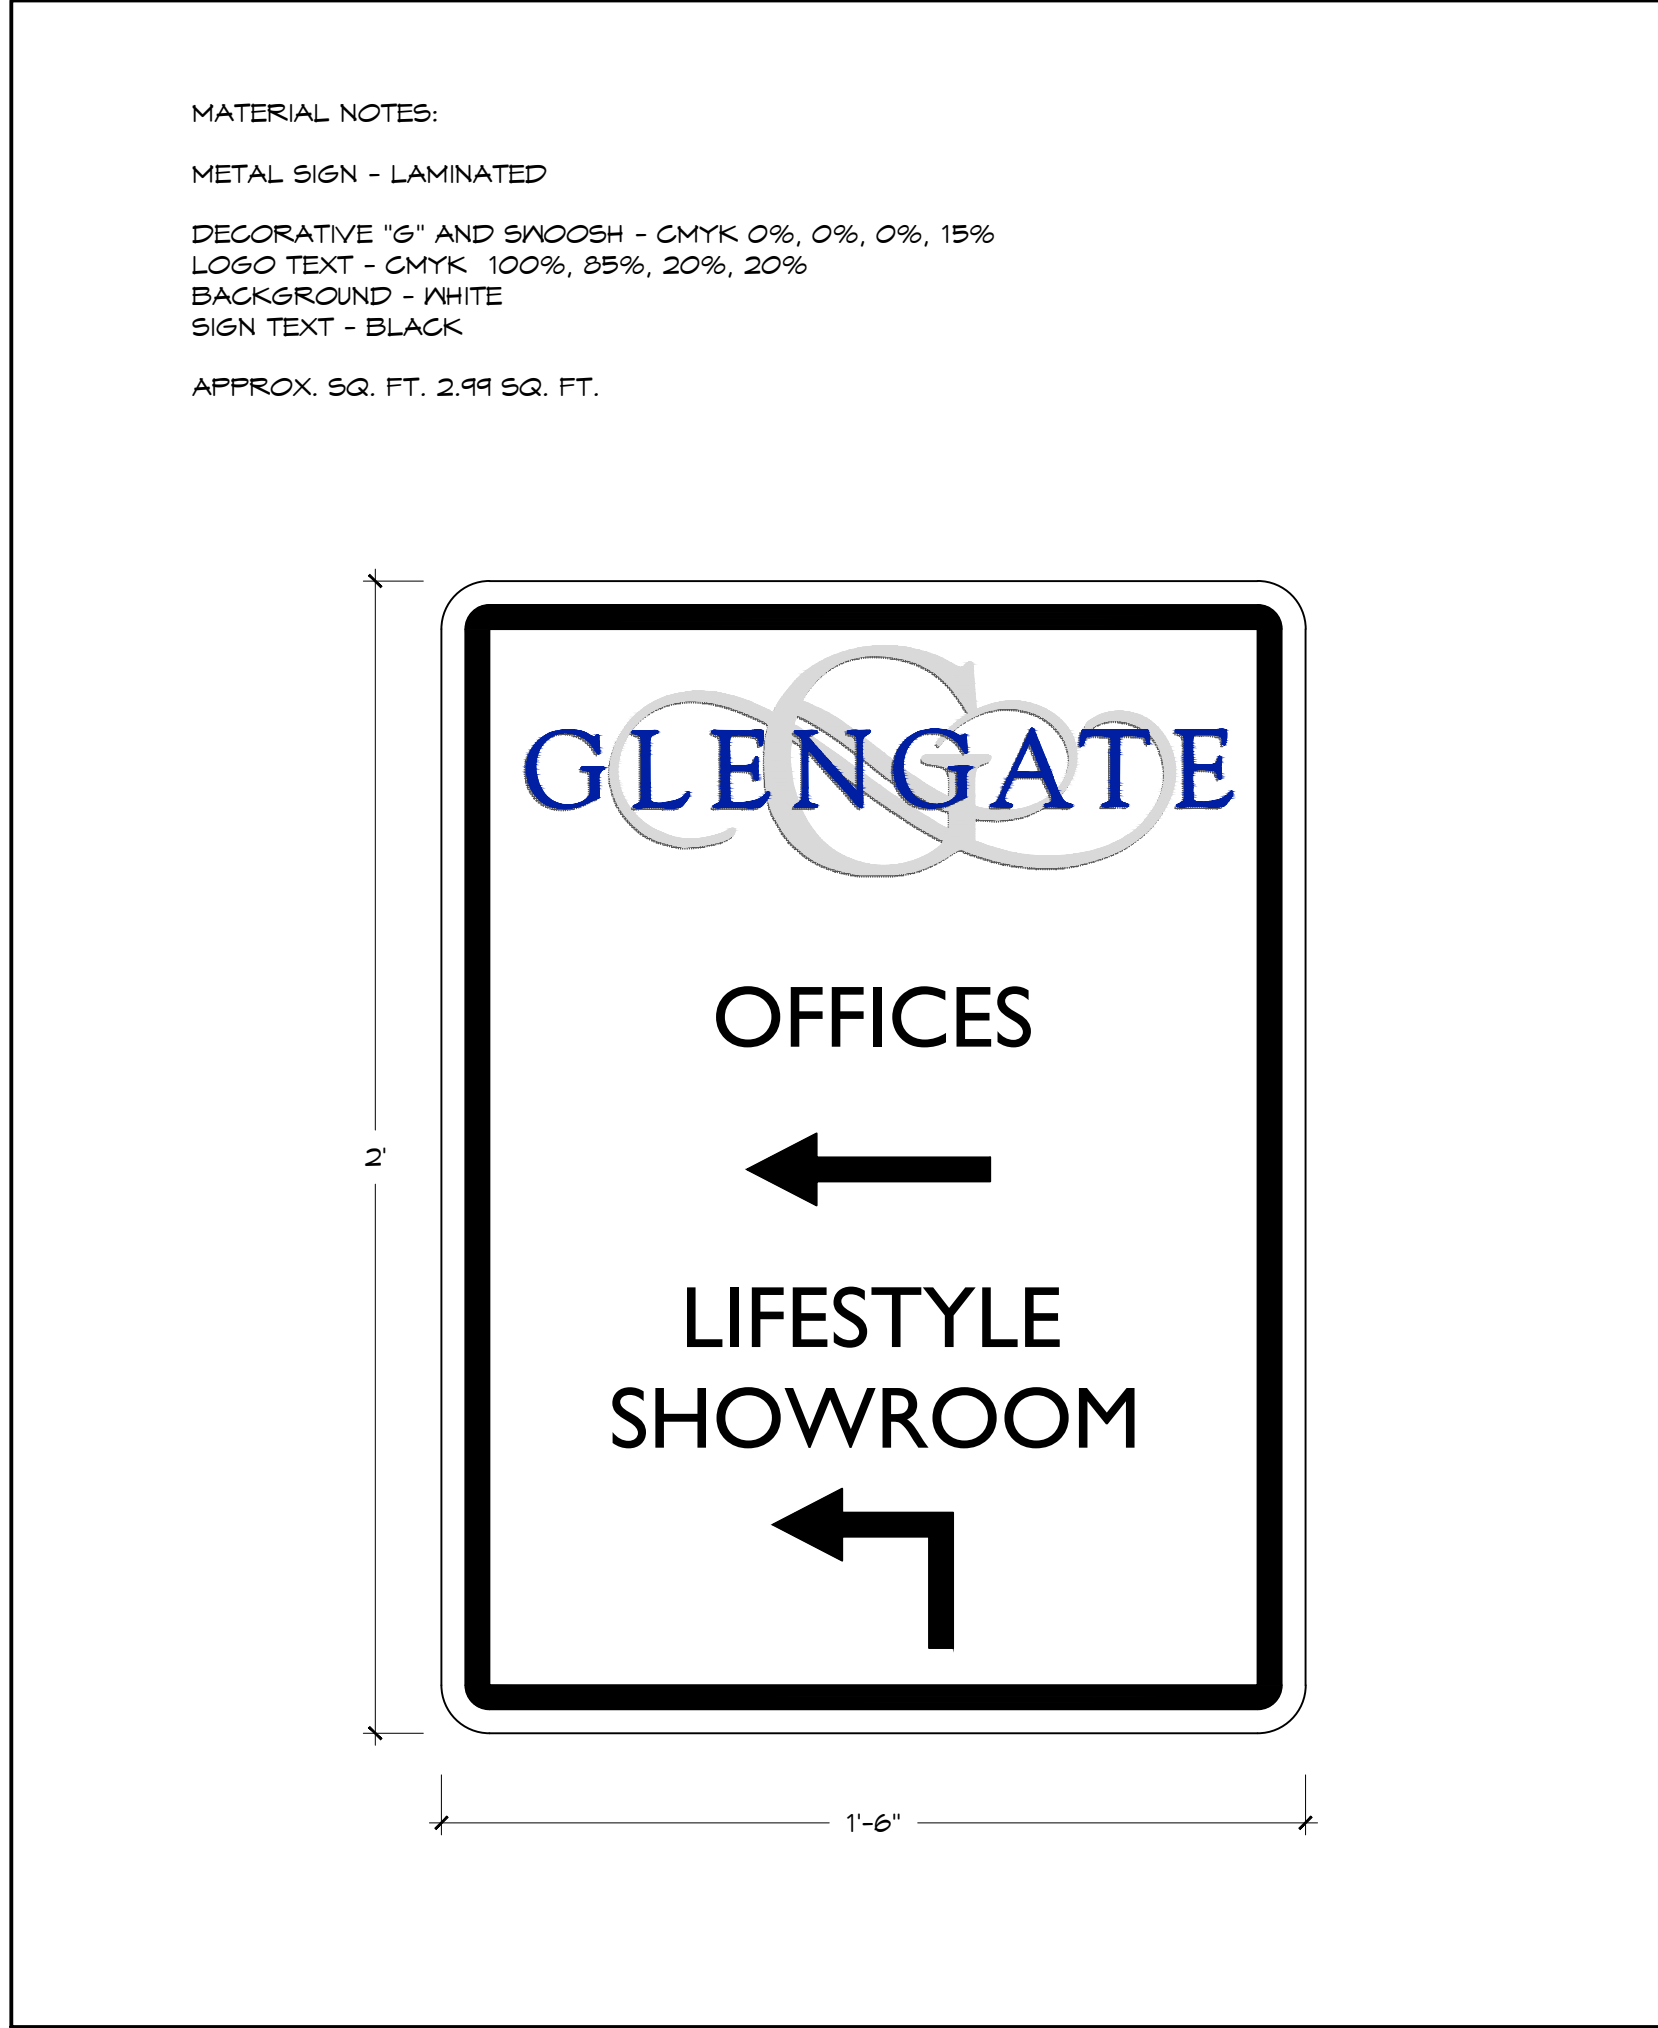 MATERIAL NOTES:
METAL SIGN - LAMINATED
DECORATIVE "G" AND SWOOSH - CMYK 0%, 0%, 0%, 15%
LOGO TEXT - CMYK 100%, 85%, 20%, 20%
BACKGROUND - WHITE
SIGN TEXT - BLACK
APPROX. SQ. FT. 2.99 SQ. FT.
G
GLENGATE
OFFICES
2'
LIFESTYLE
SHOWROOM
1'-6"